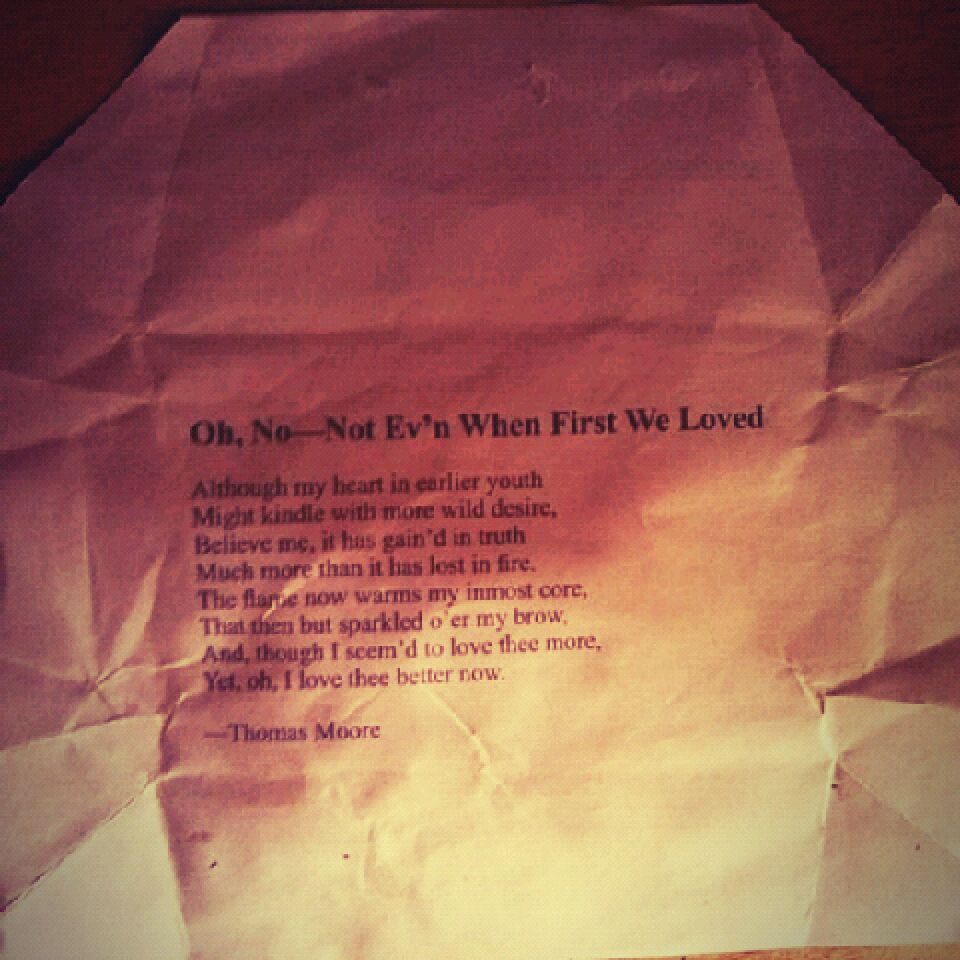 Oh, No—Not Ev'n When First We Loved
Although my heart in earlier youth
Might kindle with more wild desire,
Believe me, it has gain'd in truth
Much more than it has lost in fire.
The flame now warms my inmost core,
That then but sparkled o'er my brow,
And, though I seem'd to love thee more,
Yet, oh, I love thee better now.
—Thomas Moore